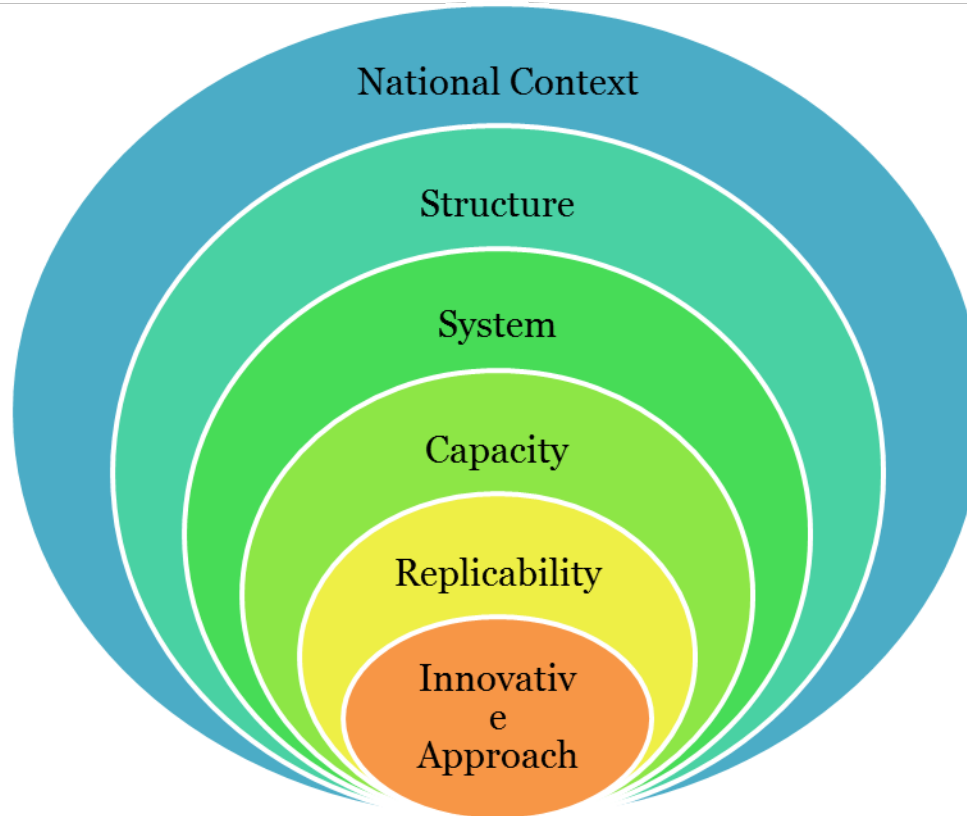 National Context
Structure
System
Capacity
Replicability
Innovativ
e
Approach